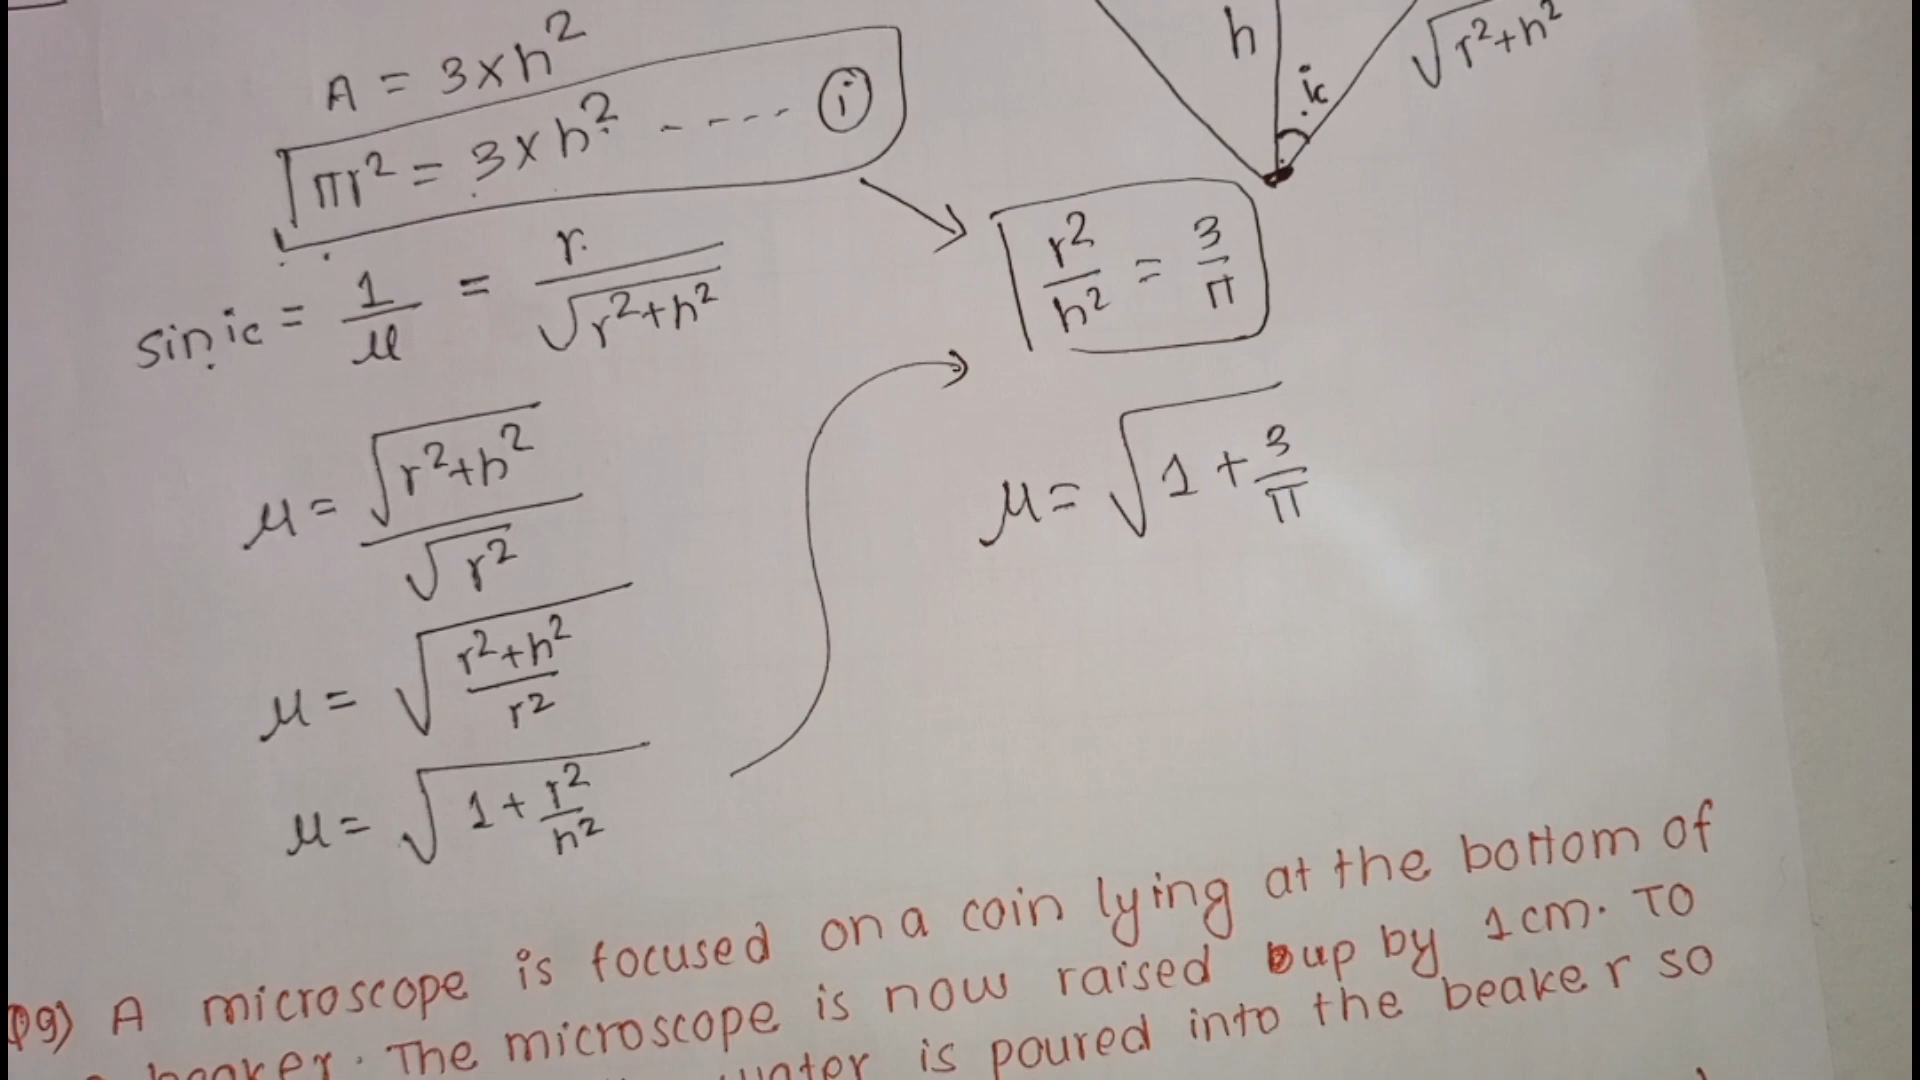 A = 3×h²
πr² = 3×h² ----- (i)
h
ic
√r²+h²
sin ic = 1/μ = r/√r²+h²
r²/h² = 3/π
μ = √r²+h²/√r²
μ = √r²+h²/r²
μ = √1+r²/h²
μ = √1+3/π
Q9) A microscope is focused on a coin lying at the bottom of
beaker. The microscope is now raised up by 1cm. To
water is poured into the beaker so